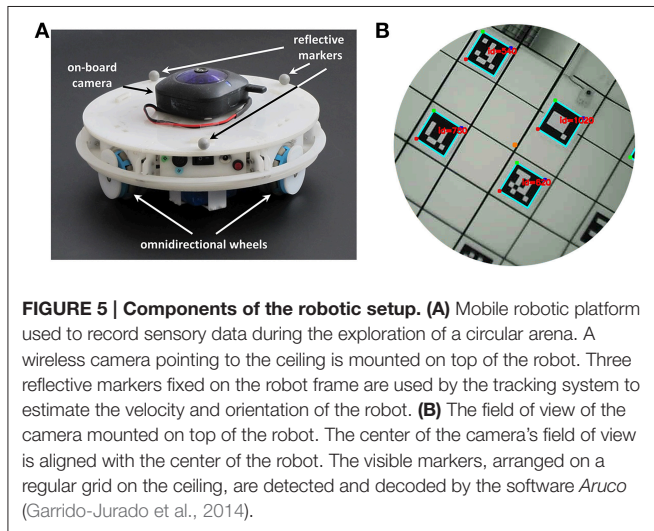 A
B
reflective
markers
on-board
camera
omnidirectional wheels
id=1026
id=620
FIGURE 5 | Components of the robotic setup. (A) Mobile robotic platform
used to record sensory data during the exploration of a circular arena. A
wireless camera pointing to the ceiling is mounted on top of the robot. Three
reflective markers fixed on the robot frame are used by the tracking system to
estimate the velocity and orientation of the robot. (B) The field of view of the
camera mounted on top of the robot. The center of the camera's field of view
is aligned with the center of the robot. The visible markers, arranged on a
regular grid on the ceiling, are detected and decoded by the software Aruco
(Garrido-Jurado et al., 2014).